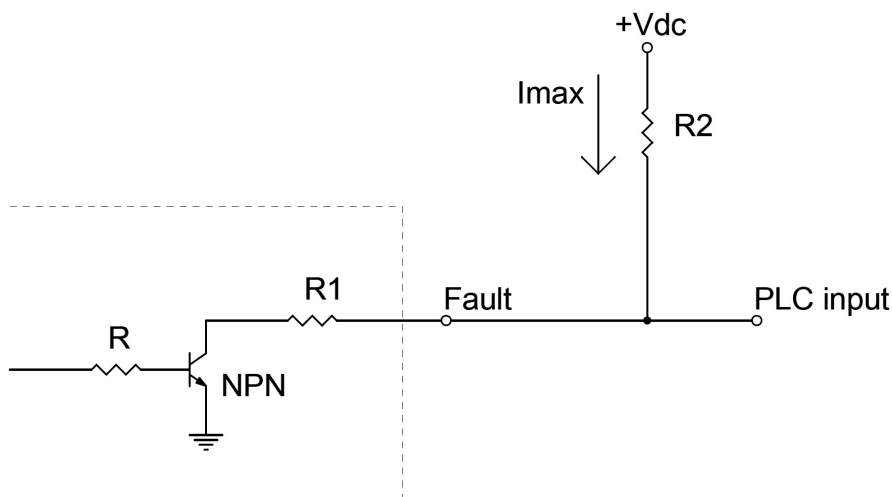 +Vdc
Imax
R2
R1
Fault
PLC input
R
NPN